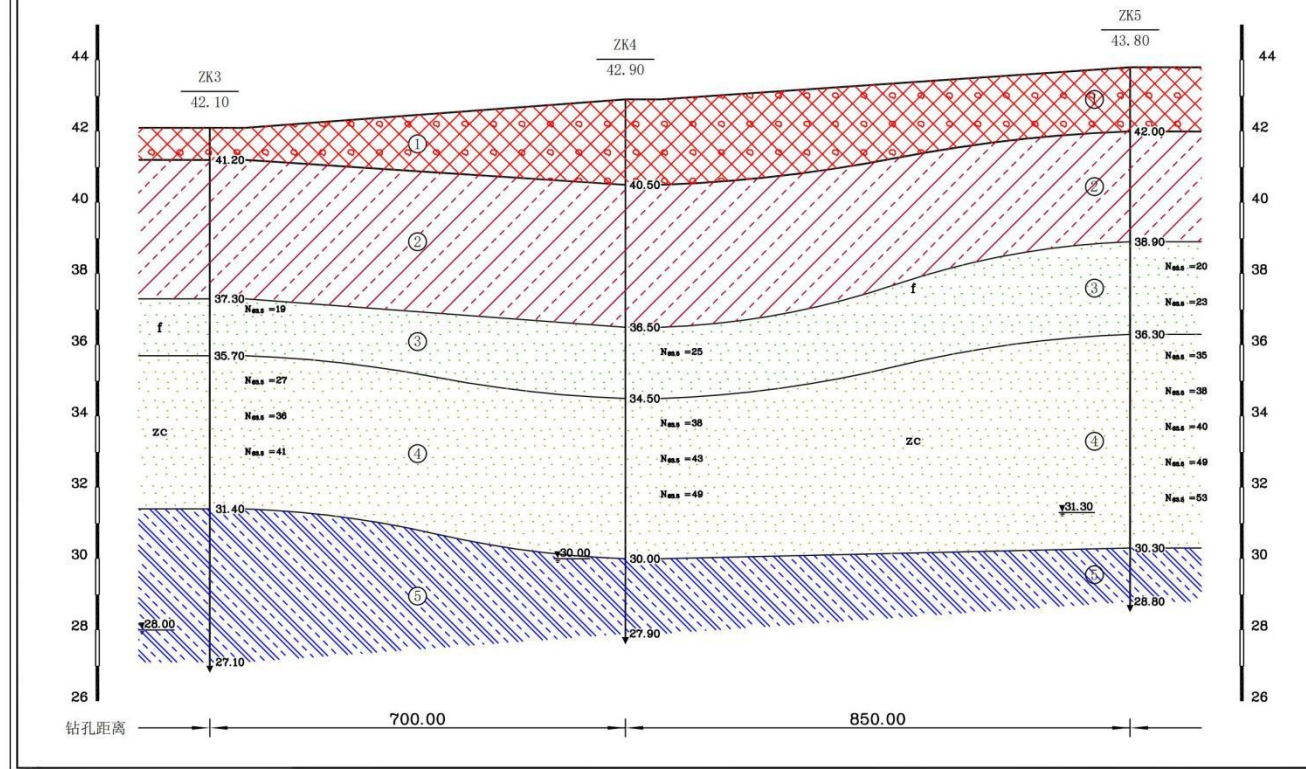 ZK5
43.80
ZK4
42.90
ZK3
42.10
44
44
①
42
42.00
42
①
41.20
40.50
②
40
40
②
38.90
N63.5 =20
38
38
③
f
37.30
N63.5 =19
N63.5 =23
f
36.50
36.30
36
③
36
35.70
N63.5 =25
N63.5 =35
N63.5 =27
34.50
N63.5 =38
34
N63.5 =36
N63.5 =38
34
zc
④
N63.5 =41
zc
④
N63.5 =40
N63.5 =43
N63.5 =49
32
N63.5 =49
32
N63.5 =53
31.40
31.30
30
30.00
30.00
30.30
30
⑤
⑤
28.80
28
28.00
28
27.90
27.10
26
26
钻孔距离
700.00
850.00